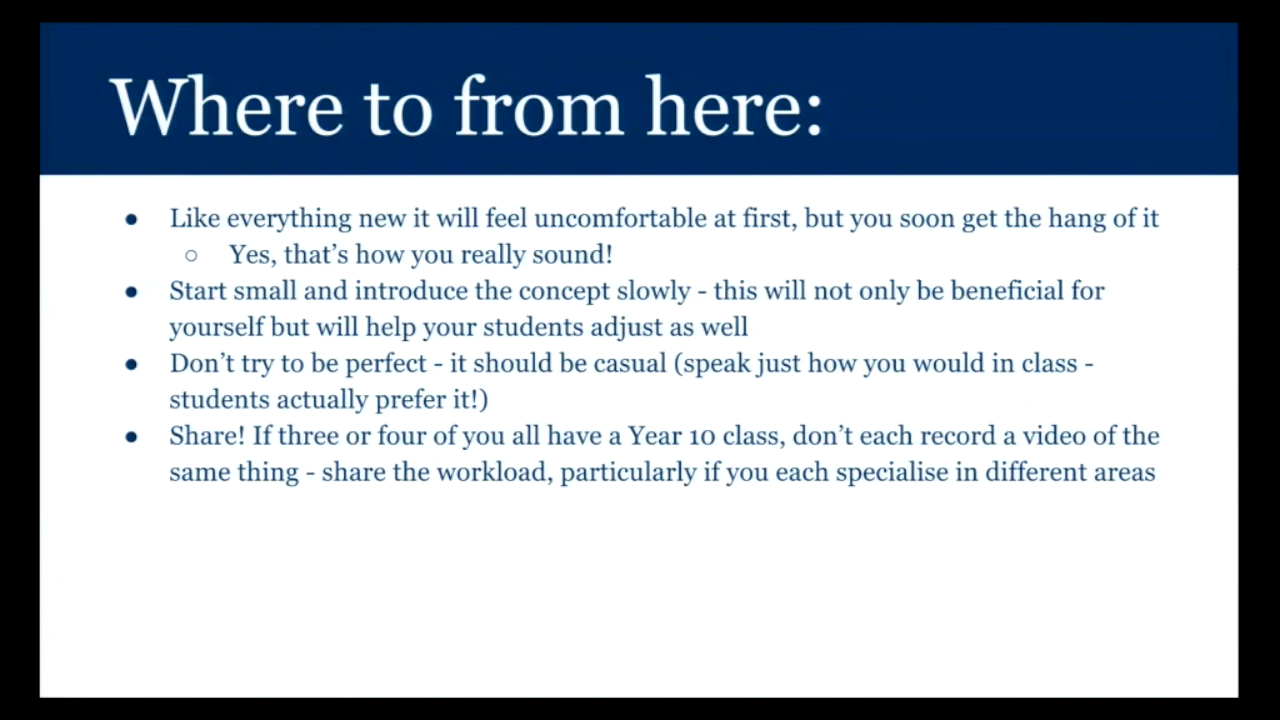 Where to from here:
● Like everything new it will feel uncomfortable at first, but you soon get the hang of it
○ Yes, that’s how you really sound!
● Start small and introduce the concept slowly - this will not only be beneficial for
yourself but will help your students adjust as well
● Don’t try to be perfect - it should be casual (speak just how you would in class -
students actually prefer it!)
● Share! If three or four of you all have a Year 10 class, don’t each record a video of the
same thing - share the workload, particularly if you each specialise in different areas